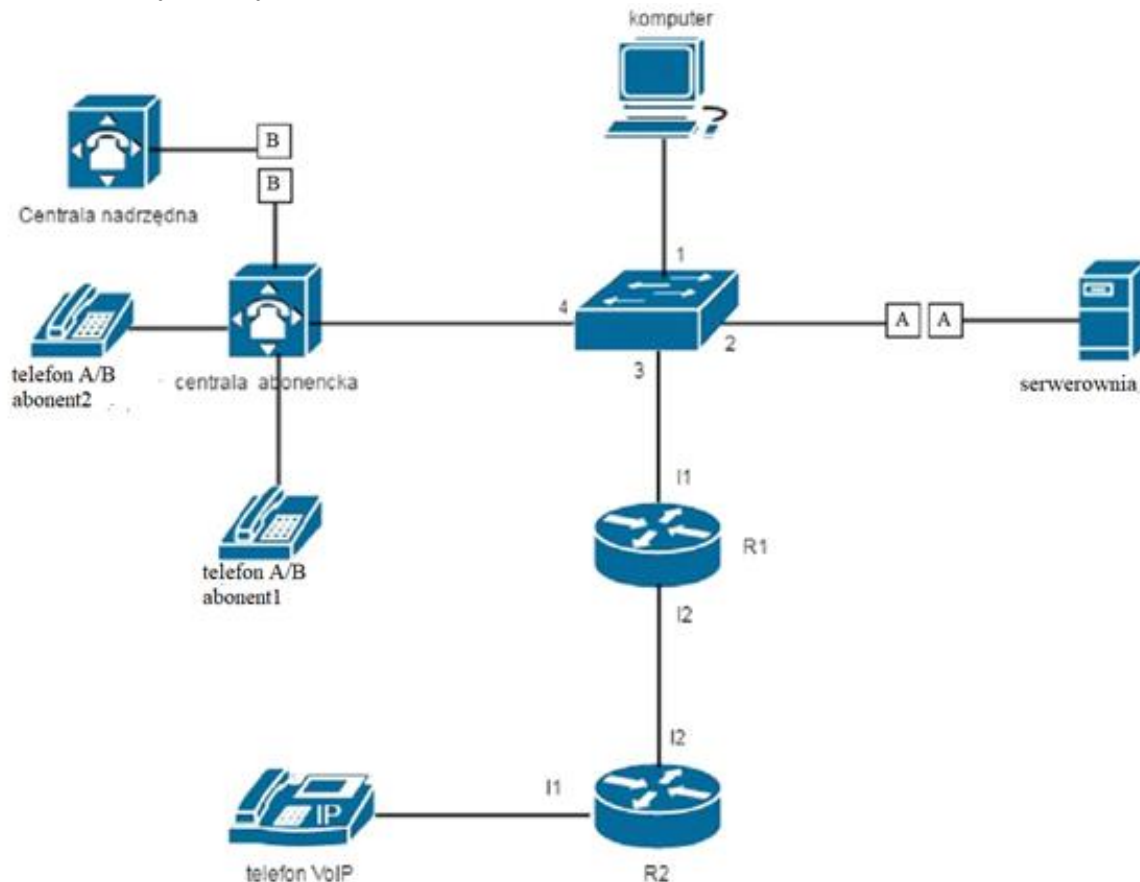 komputer
B
B
Centrala nadrzędna
1
4
2
A
A
3
telefon A/B
abonent2
centrala abonencka
serwerownia
I1
R1
telefon A/B
abonent1
I2
I2
I1
IP
telefon VoIP
R2